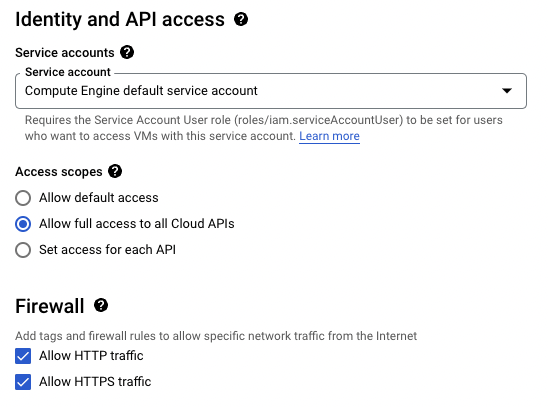 Identity and API access
Service accounts
Service account
Compute Engine default service account
Requires the Service Account User role (roles/iam.serviceAccountUser) to be set for users
who want to access VMs with this service account. Learn more
Access scopes
Allow default access
Allow full access to all Cloud APIs
Set access for each API
Firewall
Add tags and firewall rules to allow specific network traffic from the Internet
Allow HTTP traffic
Allow HTTPS traffic